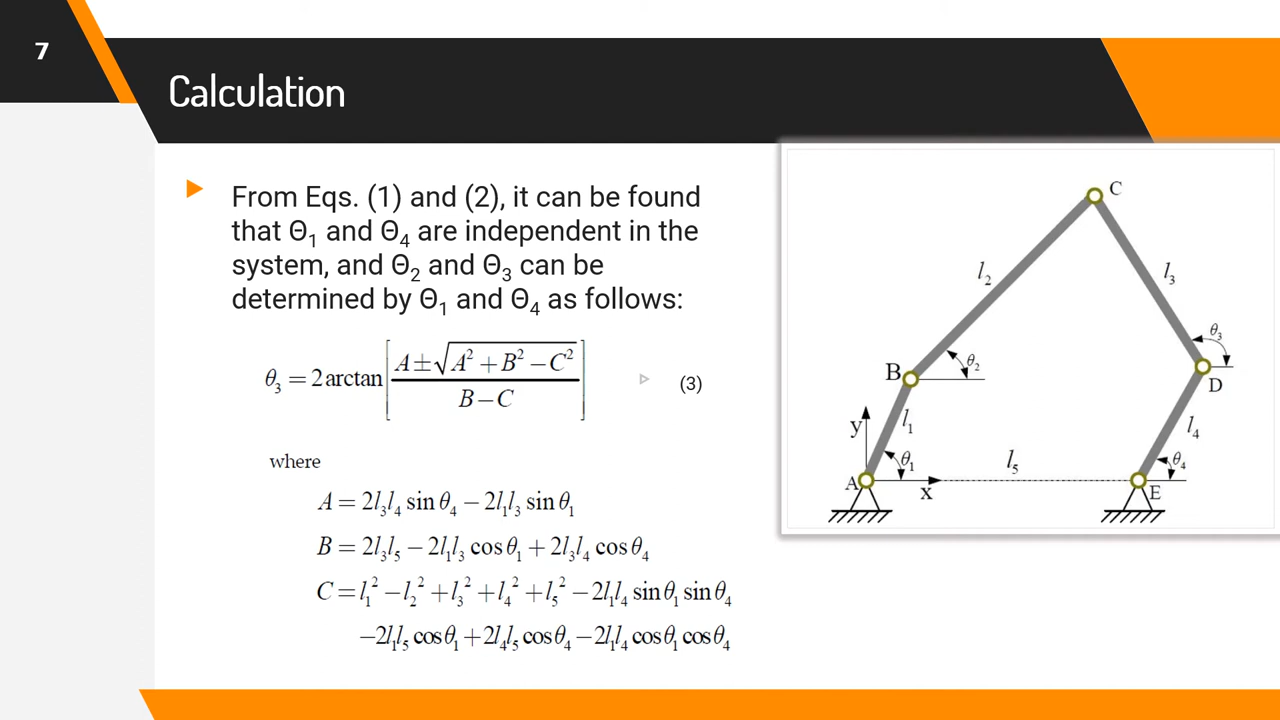 7
Calculation
From Eqs. (1) and (2), it can be found
that Θ₁ and Θ₄ are independent in the
system, and Θ₂ and Θ₃ can be
determined by Θ₁ and Θ₄ as follows:
θ₃ = 2 arctan [ (A ± √(A² + B² − C²)) / (B − C) ] (3)
where
A = 2l₃l₄ sin θ₄ − 2l₁l₃ sin θ₁
B = 2l₃l₅ − 2l₁l₃ cos θ₁ + 2l₃l₄ cos θ₄
C = l₁² − l₂² + l₃² + l₄² + l₅² − 2l₁l₄ sin θ₁ sin θ₄
−2l₁l₅ cos θ₁ + 2l₄l₅ cos θ₄ − 2l₁l₄ cos θ₁ cos θ₄
C
l₂
l₃
θ₃
B
θ₂
D
y
l₁
l₄
θ₁
l₅
θ₄
A
x
E